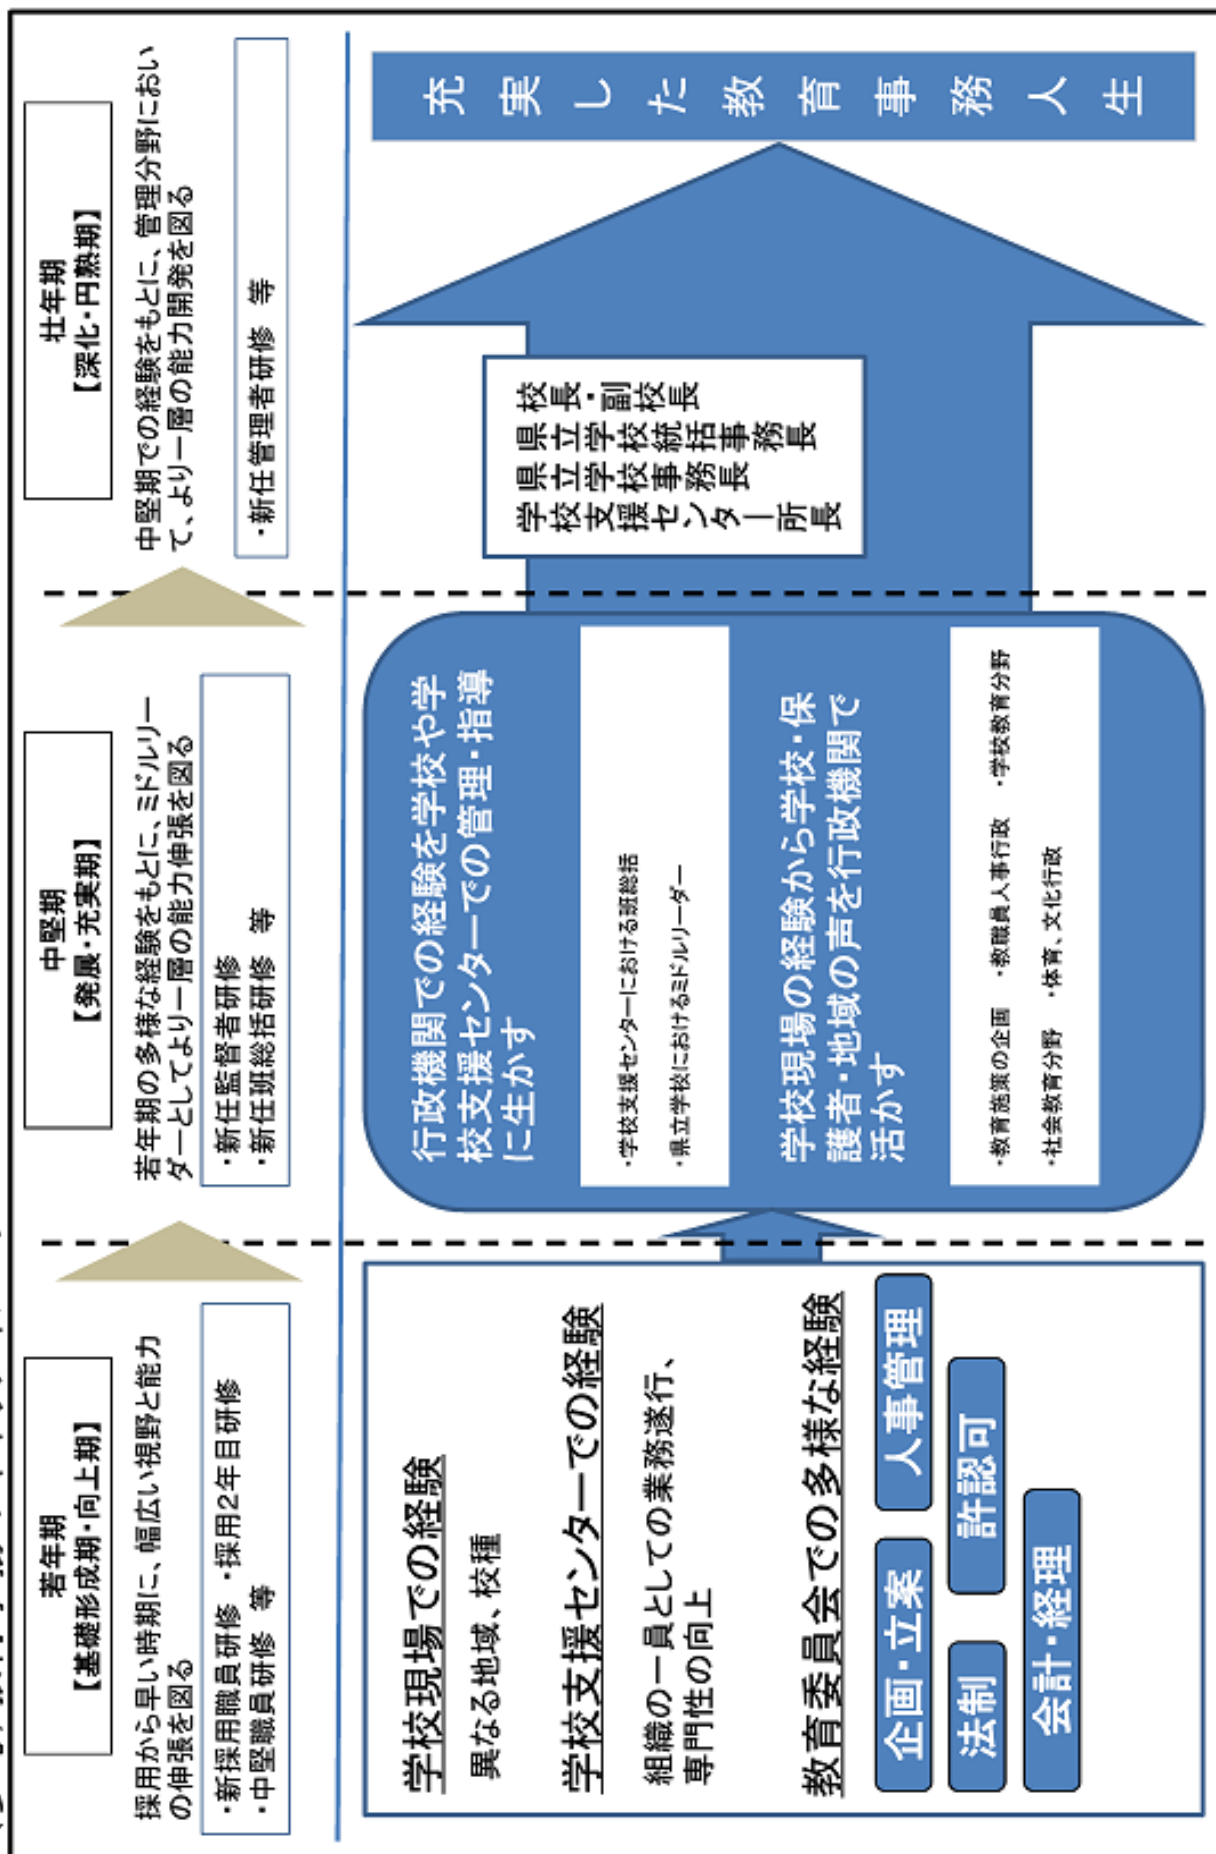 若年期
【基礎形成期・向上期】
採用から早い時期に、幅広い視野と能力
の伸張を図る
・新採用職員研修 ・採用2年目研修
・中堅職員研修 等
中堅期
【発展・充実期】
若年期の多様な経験をもとに、ミドルリー
ダーとしてより一層の能力伸張を図る
・新任監督者研修
・新任班総括研修 等
壮年期
【深化・円熟期】
中堅期での経験をもとに、管理分野におい
て、より一層の能力開発を図る
・新任管理者研修 等
学校現場での経験
異なる地域、校種
学校支援センターでの経験
組織の一員としての業務遂行、
専門性の向上
教育委員会での多様な経験
企画・立案
人事管理
法制
許認可
会計・経理
行政機関での経験を学校や学
校支援センターでの管理・指導
に生かす
・学校支援センターにおける班総括
・県立学校におけるミドルリーダー
学校現場の経験から学校・保
護者・地域の声を行政機関で
活かす
・教育施策の企画 ・教職員人事行政 ・学校教育分野
・社会教育分野 ・体育、文化行政
校長・副校長
県立学校統括事務長
県立学校事務長
学校支援センター所長
充実した教育事務人生